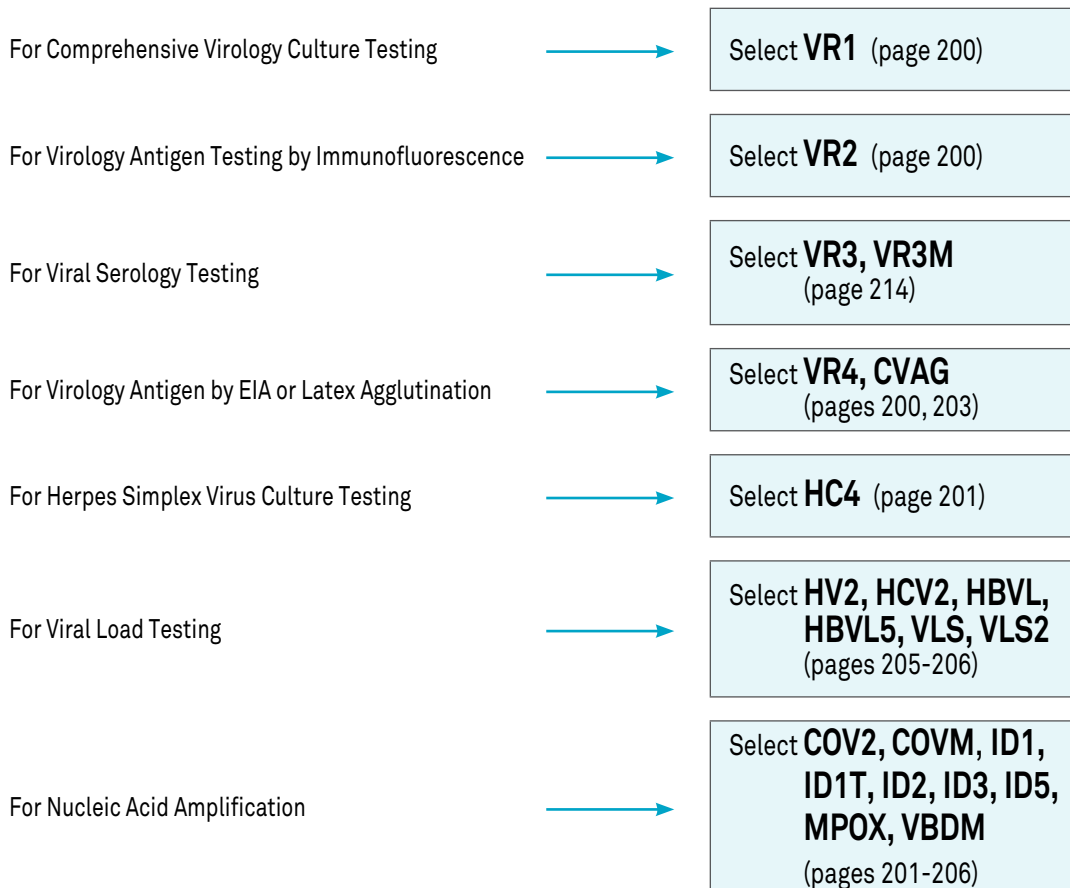 For Comprehensive Virology Culture Testing
Select VR1 (page 200)
For Virology Antigen Testing by Immunofluorescence
Select VR2 (page 200)
For Viral Serology Testing
Select VR3, VR3M
(page 214)
For Virology Antigen by EIA or Latex Agglutination
Select VR4, CVAG
(pages 200, 203)
For Herpes Simplex Virus Culture Testing
Select HC4 (page 201)
For Viral Load Testing
Select HV2, HCV2, HBVL,
HBVL5, VLS, VLS2
(pages 205-206)
For Nucleic Acid Amplification
Select COV2, COVM, ID1,
ID1T, ID2, ID3, ID5,
MPOX, VBDM
(pages 201-206)